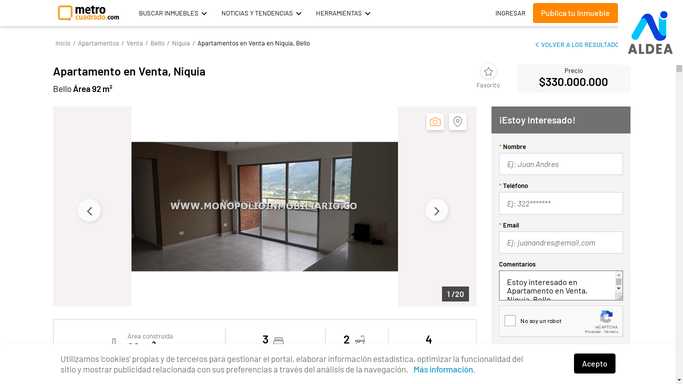 metro
cuadrado.com
BUSCAR INMUEBLES
NOTICIAS Y TENDENCIAS
HERRAMIENTAS
INGRESAR
Publica tu Inmueble
AI
ALDEA
Inicio / Apartamentos / Venta / Bello / Niquia / Apartamentos en Venta en Niquia, Bello
VOLVER A LOS RESULTADO
Apartamento en Venta, Niquia
Bello Área 92 m²
Favorito
Precio
$330.000.000
WWW.MONOPOLIOINMOBILIARIO.CO
1 / 20
¡Estoy Interesado!
* Nombre
Ej: Juan Andres
* Teléfono
Ej: 322*******
* Email
Ej: juanandres@email.com
Comentarios
Estoy interesado en
Apartamento en Venta,
Niquia, Bello
No soy un robot
reCAPTCHA
Privacidad - Términos
Área construida
3
2
4
Utilizamos 'cookies' propias y de terceros para gestionar el portal, elaborar información estadística, optimizar la funcionalidad del
sitio y mostrar publicidad relacionada con sus preferencias a través del análisis de la navegación. Más información.
Acepto